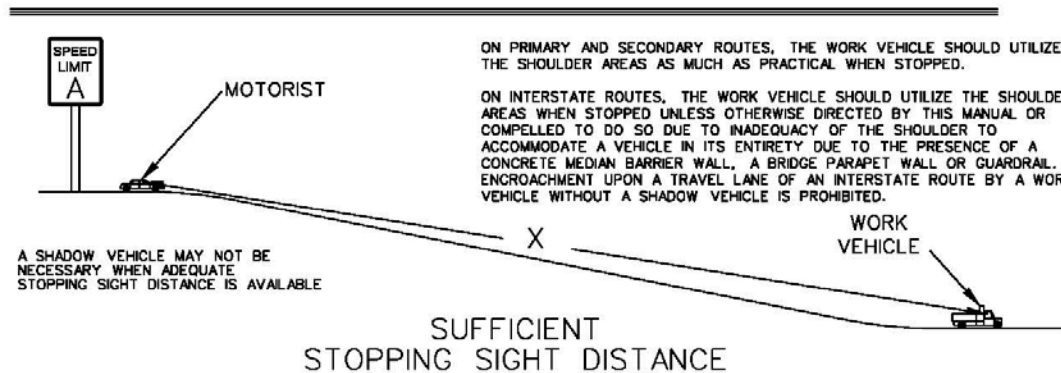 SPEED
LIMIT
A
MOTORIST
ON PRIMARY AND SECONDARY ROUTES, THE WORK VEHICLE SHOULD UTILIZE
THE SHOULDER AREAS AS MUCH AS PRACTICAL WHEN STOPPED.
ON INTERSTATE ROUTES, THE WORK VEHICLE SHOULD UTILIZE THE SHOULDE
AREAS WHEN STOPPED UNLESS OTHERWISE DIRECTED BY THIS MANUAL OR
COMPELLED TO DO SO DUE TO INADEQUACY OF THE SHOULDER TO
ACCOMMODATE A VEHICLE IN ITS ENTIRETY DUE TO THE PRESENCE OF A
CONCRETE MEDIAN BARRIER WALL, A BRIDGE PARAPET WALL OR GUARDRAIL.
ENCROACHMENT UPON A TRAVEL LANE OF AN INTERSTATE ROUTE BY A WOR
VEHICLE WITHOUT A SHADOW VEHICLE IS PROHIBITED.
WORK
VEHICLE
X
A SHADOW VEHICLE MAY NOT BE
NECESSARY WHEN ADEQUATE
STOPPING SIGHT DISTANCE IS AVAILABLE
SUFFICIENT
STOPPING SIGHT DISTANCE